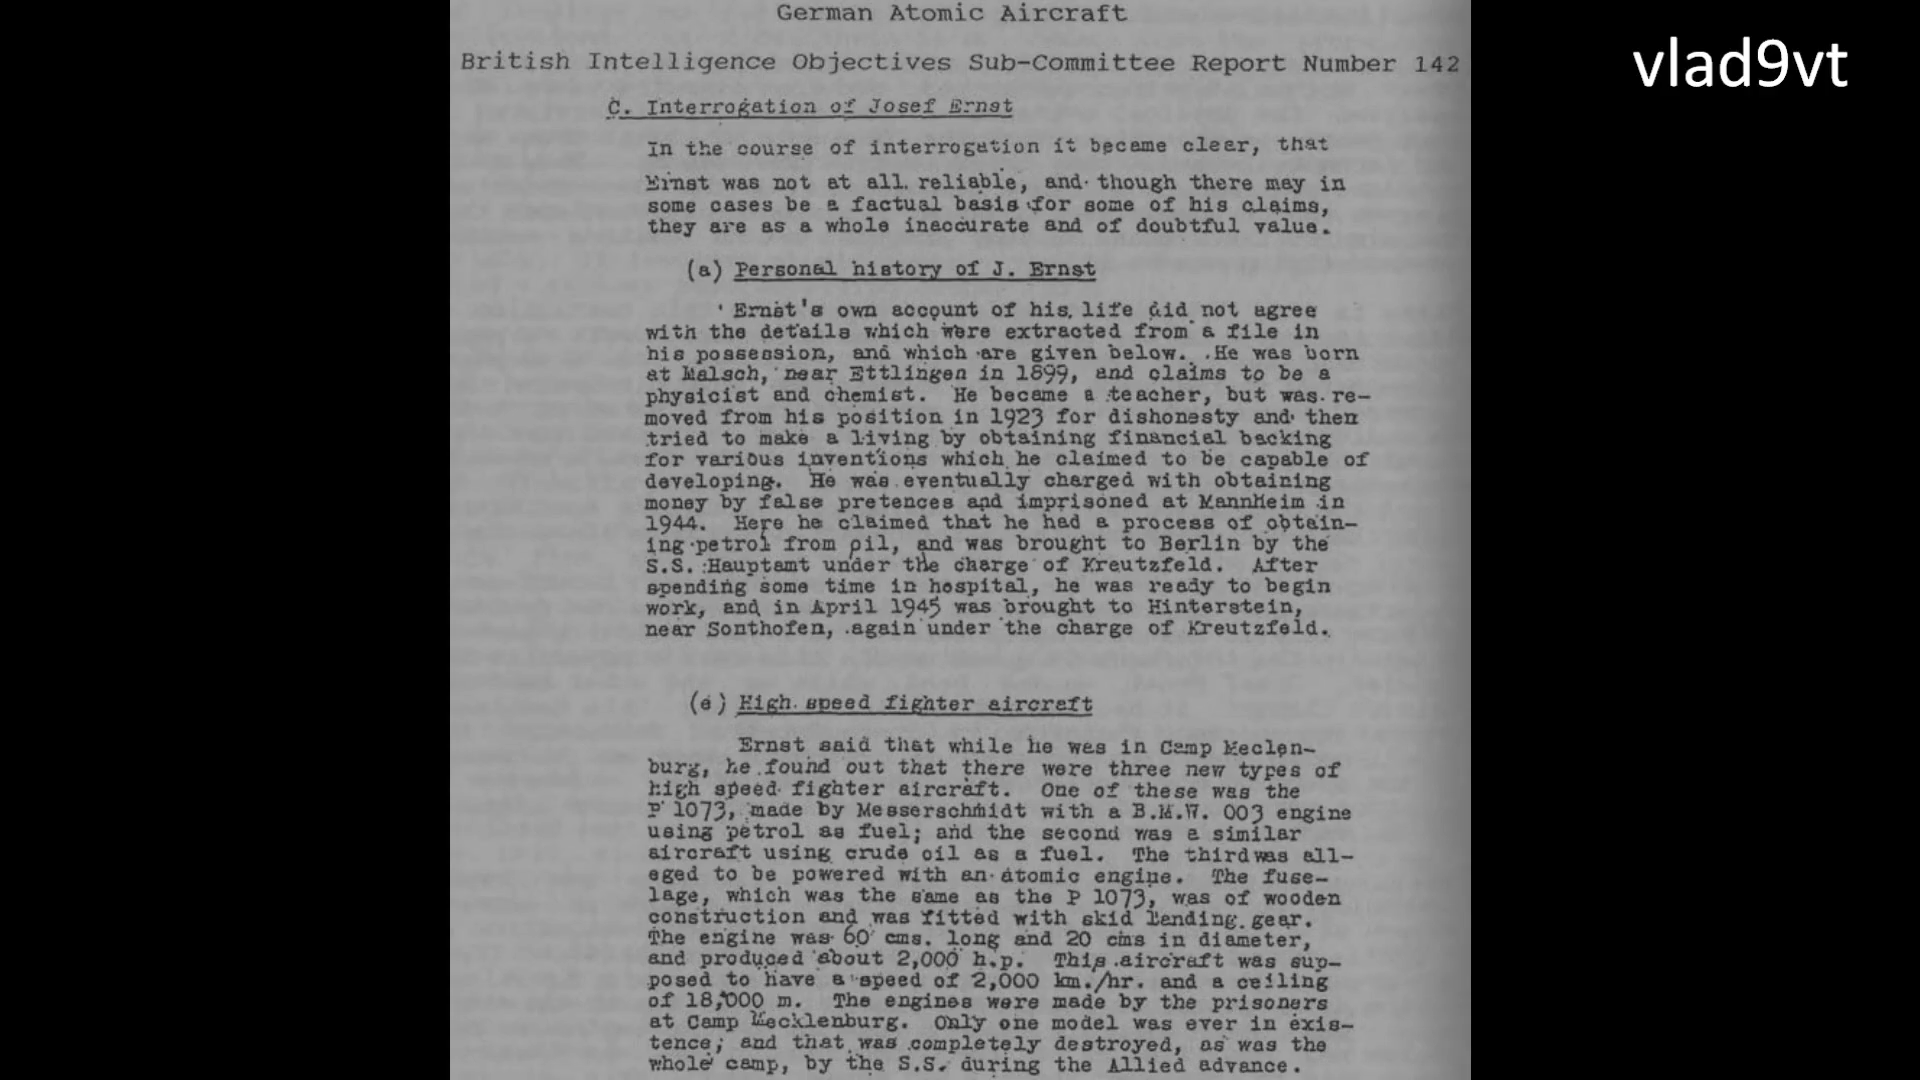 German Atomic Aircraft
British Intelligence Objectives Sub-Committee Report Number 142
vlad9vt
C. Interrogation of Josef Ernst
In the course of interrogation it became clear, that
Ernst was not at all reliable, and though there may in
some cases be a factual basis for some of his claims,
they are as a whole inaccurate and of doubtful value.
(a) Personal history of J. Ernst
Ernst's own account of his life did not agree
with the details which were extracted from a file in
his possession, and which are given below. He was born
at Malsch, near Ettlingen in 1899, and claims to be a
physicist and chemist. He became a teacher, but was re-
moved from his position in 1923 for dishonesty and then
tried to make a living by obtaining financial backing
for various inventions which he claimed to be capable of
developing. He was eventually charged with obtaining
money by false pretences and imprisoned at Mannheim in
1944. Here he claimed that he had a process of obtain-
ing petrol from oil, and was brought to Berlin by the
S.S. Hauptamt under the charge of Kreutzfeld. After
spending some time in hospital, he was ready to begin
work, and in April 1945 was brought to Hinterstein,
near Sonthofen, again under the charge of Kreutzfeld.
(e) High speed fighter aircraft
Ernst said that while he was in Camp Meclen-
burg, he found out that there were three new types of
high speed fighter aircraft. One of these was the
P 1073, made by Messerschmidt with a B.M.W. 003 engine
using petrol as fuel; and the second was a similar
aircraft using crude oil as a fuel. The third was all-
eged to be powered with an atomic engine. The fuse-
lage, which was the same as the P 1073, was of wooden
construction and was fitted with skid landing gear.
The engine was 60 cms. long and 20 cms in diameter,
and produced about 2,000 h.p. This aircraft was sup-
posed to have a speed of 2,000 km./hr. and a ceiling
of 18,000 m. The engines were made by the prisoners
at Camp Mecklenburg. Only one model was ever in exis-
tence; and that was completely destroyed, as was the
whole camp, by the S.S. during the Allied advance.